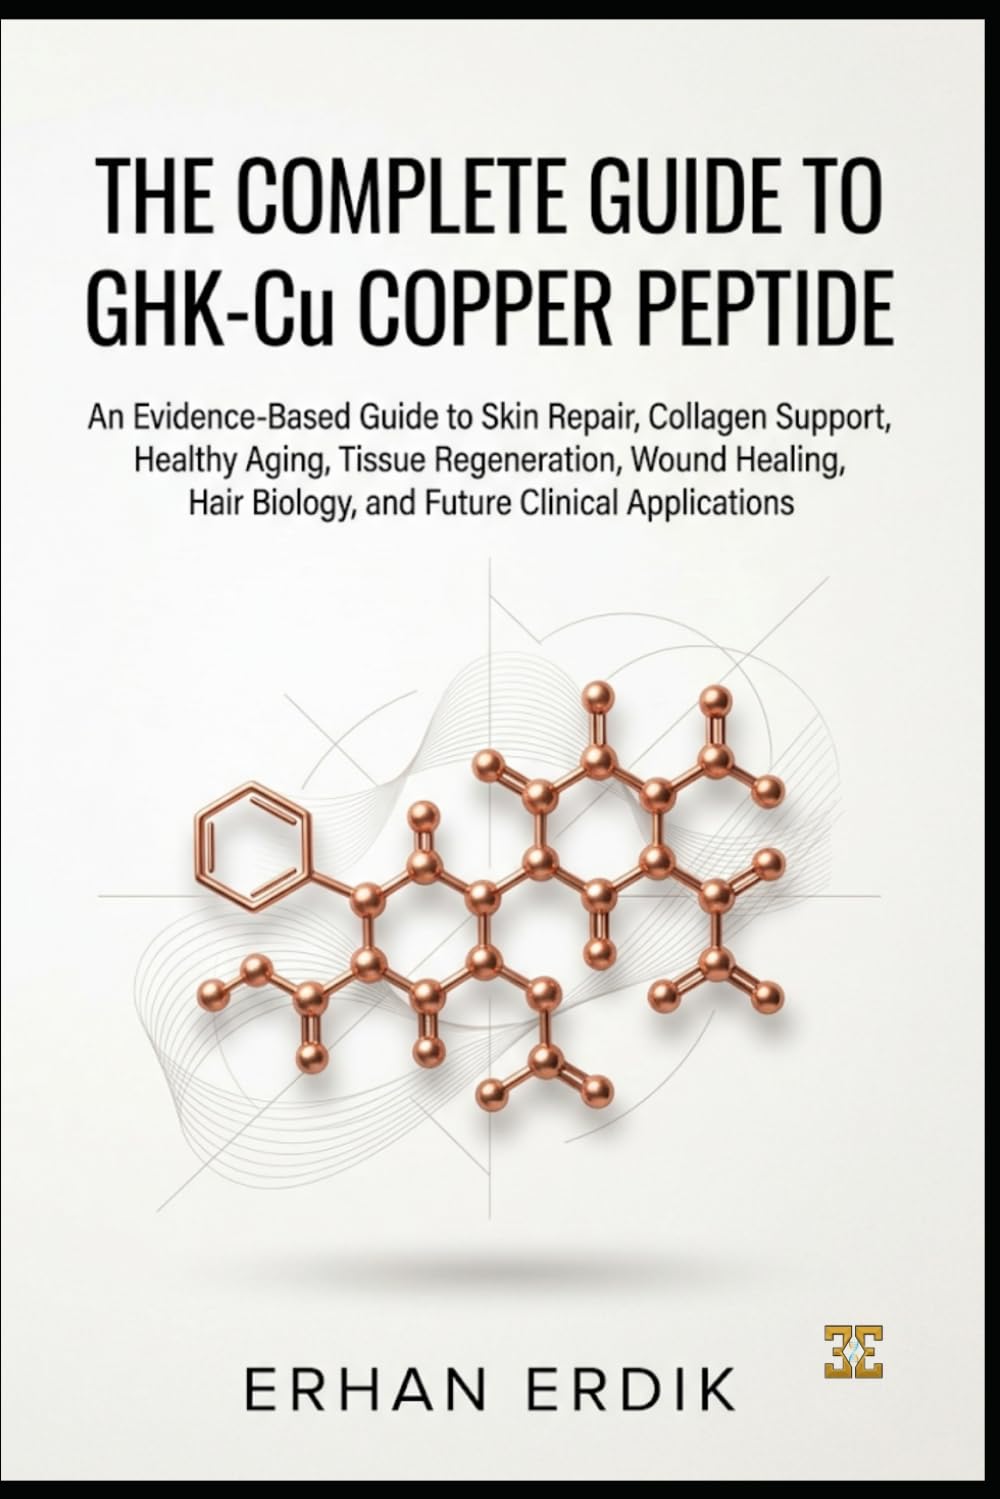 THE COMPLETE GUIDE TO
GHK-Cu COPPER PEPTIDE
An Evidence-Based Guide to Skin Repair, Collagen Support,
Healthy Aging, Tissue Regeneration, Wound Healing,
Hair Biology, and Future Clinical Applications
ERHAN ERDIK